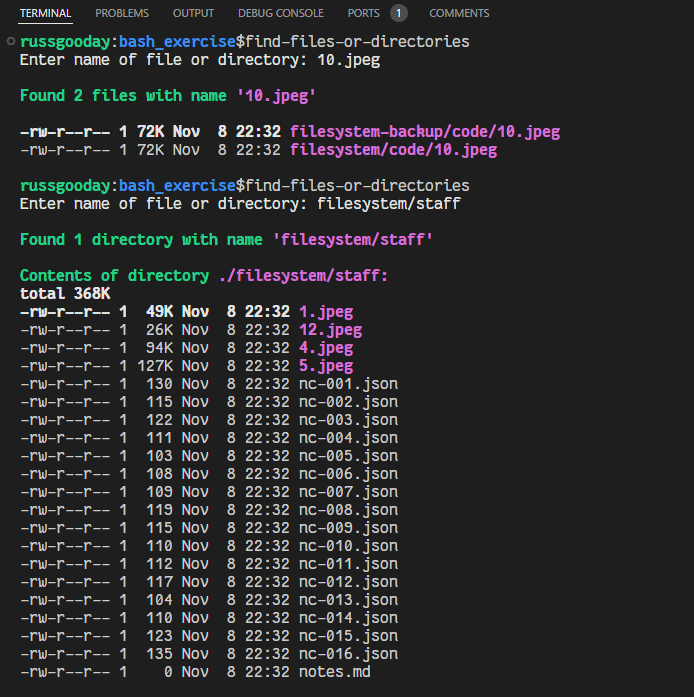 TERMINAL PROBLEMS OUTPUT DEBUG CONSOLE PORTS 1 COMMENTS
russgooday:bash_exercise$find-files-or-directories
Enter name of file or directory: 10.jpeg
Found 2 files with name '10.jpeg'
-rw-r--r-- 1 72K Nov  8 22:32 filesystem-backup/code/10.jpeg
-rw-r--r-- 1 72K Nov  8 22:32 filesystem/code/10.jpeg
russgooday:bash_exercise$find-files-or-directories
Enter name of file or directory: filesystem/staff
Found 1 directory with name 'filesystem/staff'
Contents of directory ./filesystem/staff:
total 368K
-rw-r--r-- 1  49K Nov  8 22:32 1.jpeg
-rw-r--r-- 1  26K Nov  8 22:32 12.jpeg
-rw-r--r-- 1  94K Nov  8 22:32 4.jpeg
-rw-r--r-- 1 127K Nov  8 22:32 5.jpeg
-rw-r--r-- 1  130 Nov  8 22:32 nc-001.json
-rw-r--r-- 1  115 Nov  8 22:32 nc-002.json
-rw-r--r-- 1  122 Nov  8 22:32 nc-003.json
-rw-r--r-- 1  111 Nov  8 22:32 nc-004.json
-rw-r--r-- 1  103 Nov  8 22:32 nc-005.json
-rw-r--r-- 1  108 Nov  8 22:32 nc-006.json
-rw-r--r-- 1  109 Nov  8 22:32 nc-007.json
-rw-r--r-- 1  119 Nov  8 22:32 nc-008.json
-rw-r--r-- 1  115 Nov  8 22:32 nc-009.json
-rw-r--r-- 1  110 Nov  8 22:32 nc-010.json
-rw-r--r-- 1  112 Nov  8 22:32 nc-011.json
-rw-r--r-- 1  117 Nov  8 22:32 nc-012.json
-rw-r--r-- 1  104 Nov  8 22:32 nc-013.json
-rw-r--r-- 1  110 Nov  8 22:32 nc-014.json
-rw-r--r-- 1  123 Nov  8 22:32 nc-015.json
-rw-r--r-- 1  135 Nov  8 22:32 nc-016.json
-rw-r--r-- 1    0 Nov  8 22:32 notes.md